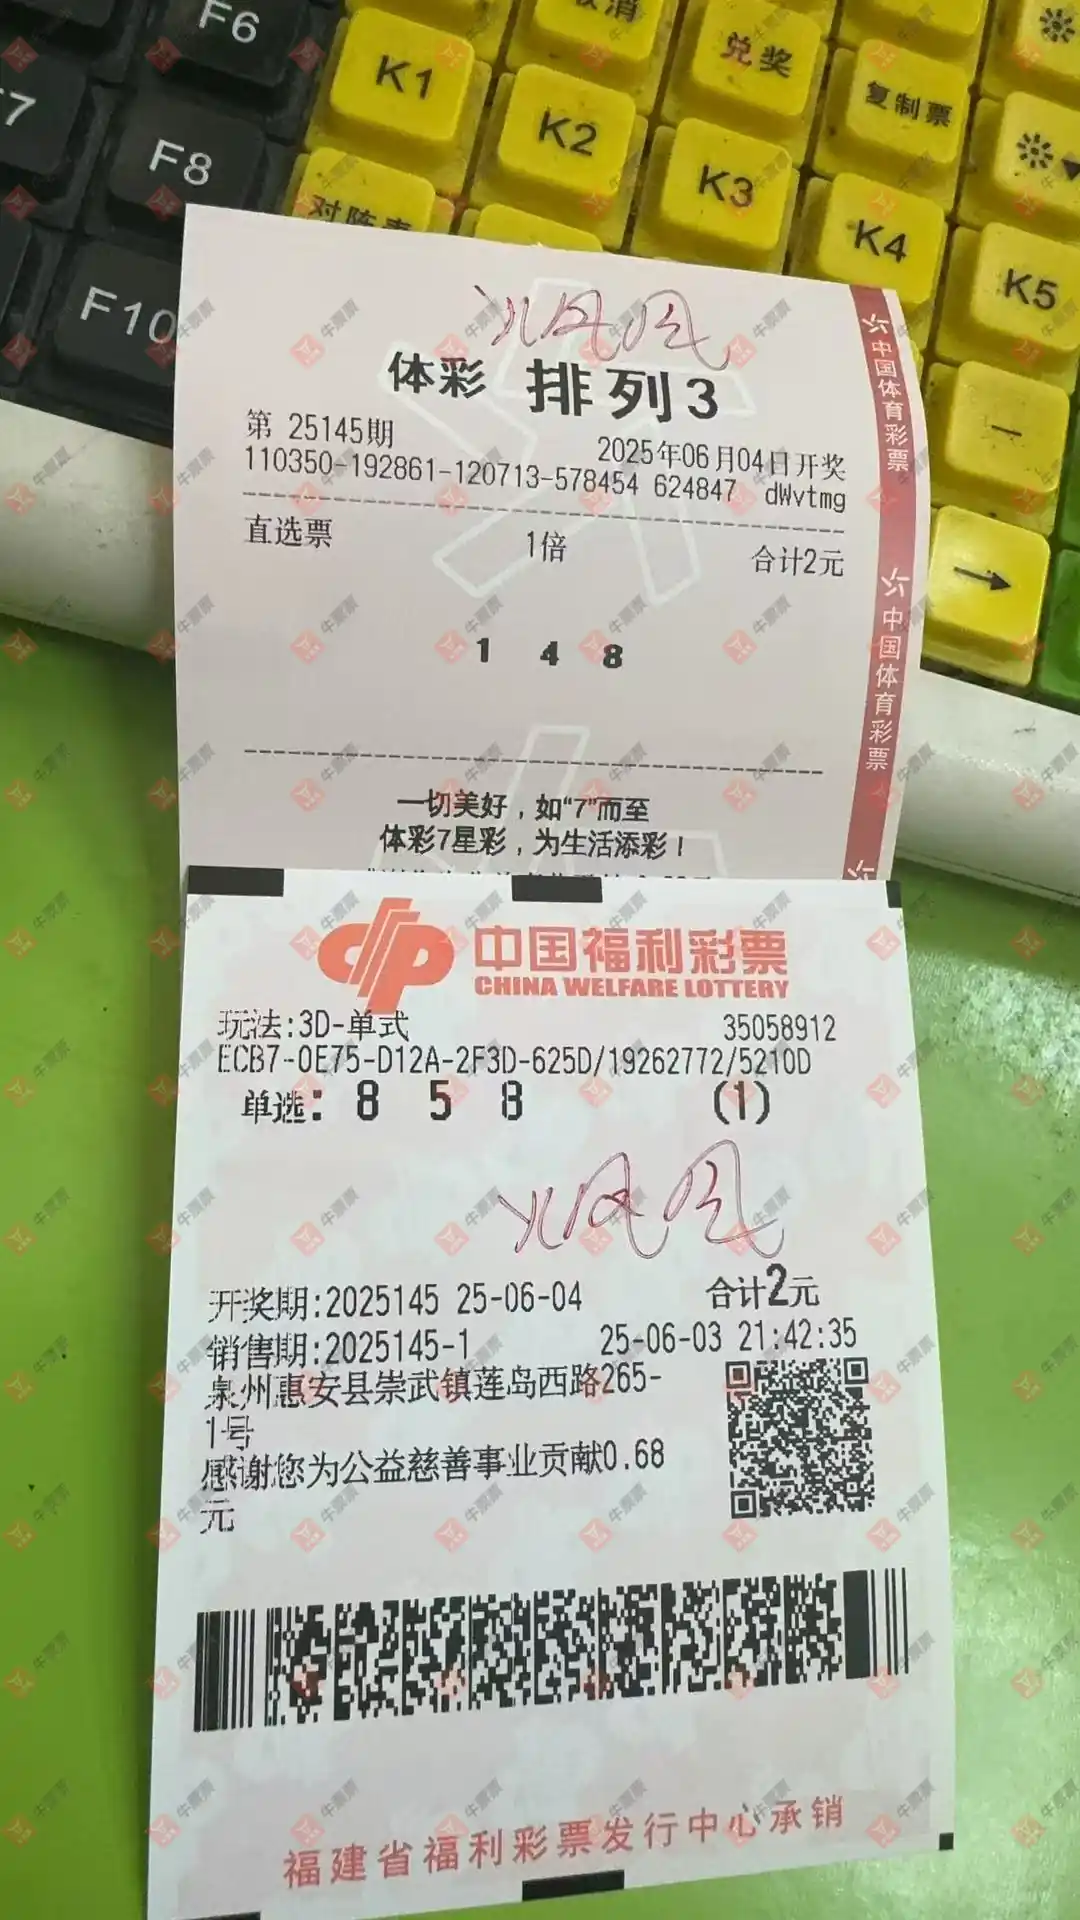 F6
取消
兑奖
K1
复制票
F7
K2
F8
K3
对阵表
K4
F10
K5
体彩 排列3
第 25145期
2025年06月04日开奖
110350-192861-120713-578454 624847 dWvtmg
直选票 1倍 合计2元
1 4 8
一切美好，如“7”而至
体彩7星彩，为生活添彩！
中国体育彩票
中国体育彩票
中国福利彩票
CHINA WELFARE LOTTERY
玩法:3D-单式 35058912
ECB7-0E75-D12A-2F3D-625D/19262772/5210D
单选: 8 5 8 (1)
开奖期:2025145 25-06-04 合计2元
销售期:2025145-1 25-06-03 21:42:35
泉州惠安县崇武镇莲岛西路265-
1号
感谢您为公益慈善事业贡献0.68
元
福建省福利彩票发行中心承销
牛票票